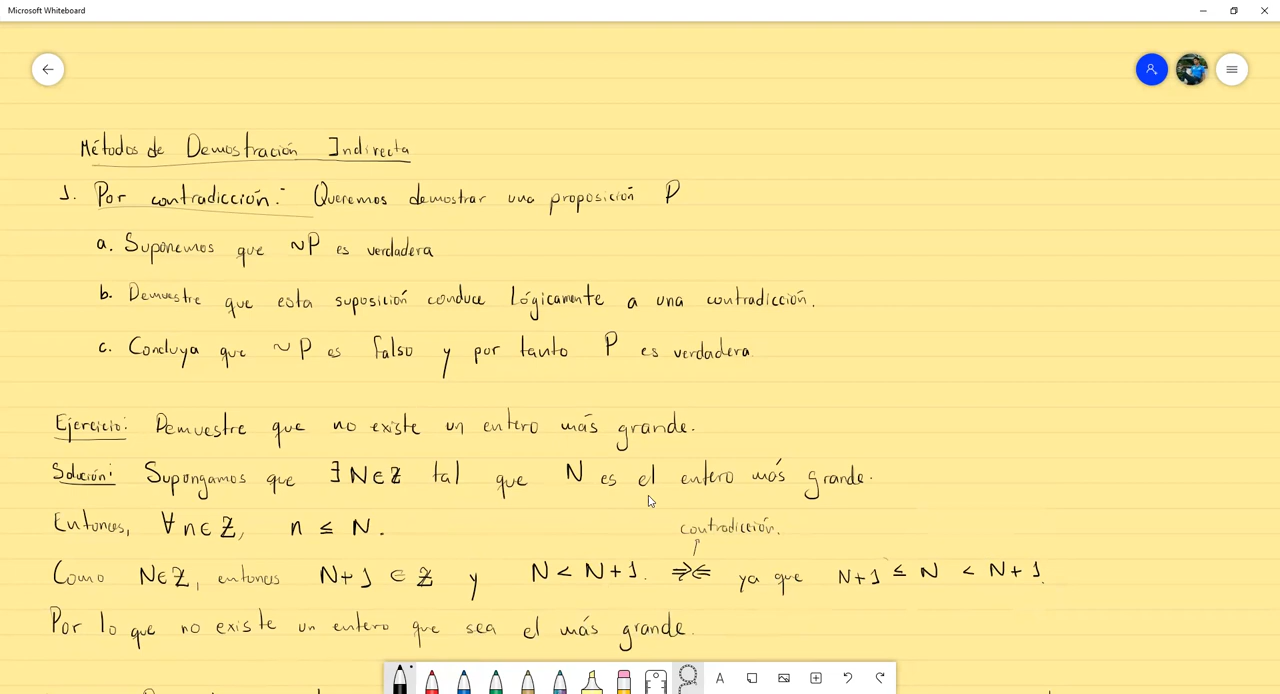 Microsoft Whiteboard
Métodos de Demostración Indirecta
1. Por contradicción: Queremos demostrar una proposición P
a. Suponemos que ~P es verdadera
b. Demuestre que esta suposición conduce lógicamente a una contradicción.
c. Concluya que ~P es falso y por tanto P es verdadera.
Ejercicio: Demuestre que no existe un entero más grande.
Solución: Supongamos que ∃ N ∈ ℤ tal que N es el entero más grande.
Entonces, ∀ n ∈ ℤ, n ≤ N.
contradicción.
Como N ∈ ℤ, entonces N+1 ∈ ℤ y N < N+1. ⇒⇐ ya que N+1 ≤ N < N+1.
Por lo que no existe un entero que sea el más grande.